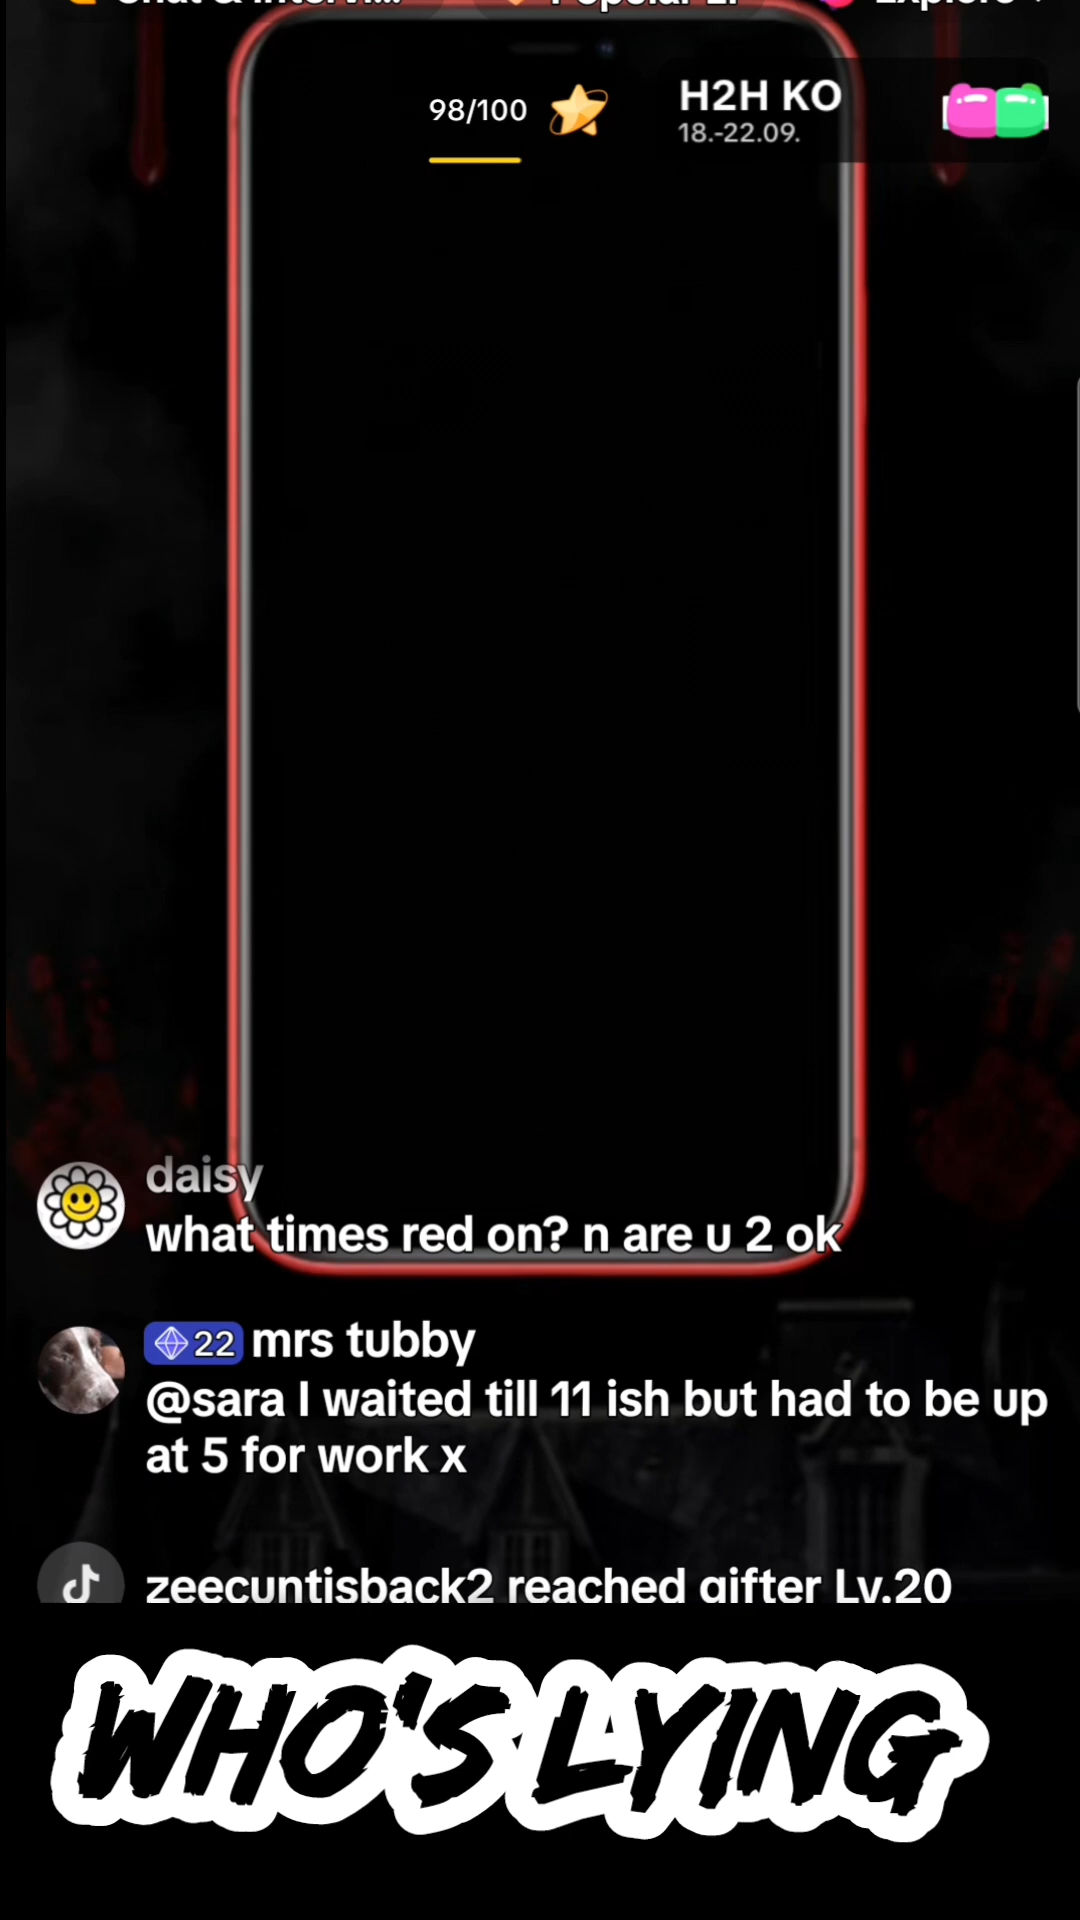 98/100
H2H KO
18.-22.09.
daisy
what times red on? n are u 2 ok
22 mrs tubby
@sara I waited till 11 ish but had to be up
at 5 for work x
zeecuntisback2 reached gifter Lv.20
WHO'S LYING